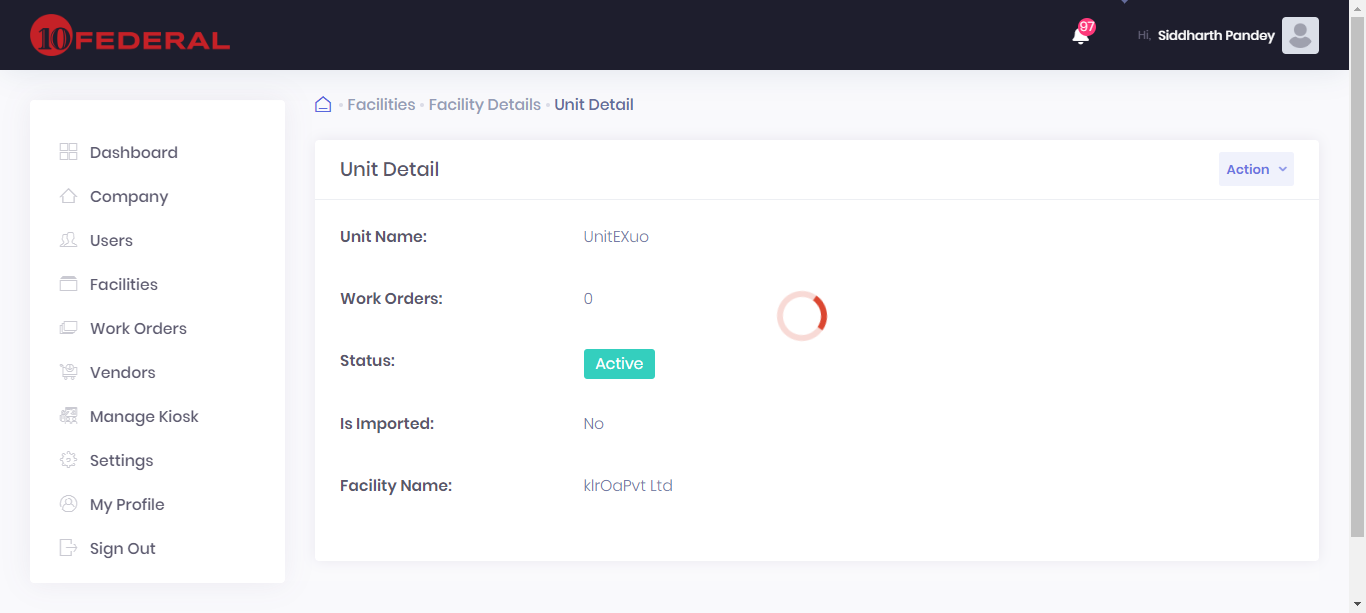 10 FEDERAL
97
Hi, Siddharth Pandey
Dashboard
Company
Users
Facilities
Work Orders
Vendors
Manage Kiosk
Settings
My Profile
Sign Out
Facilities • Facility Details • Unit Detail
Unit Detail
Action
Unit Name: UnitEXuo
Work Orders: 0
Status: Active
Is Imported: No
Facility Name: klrOaPvt Ltd